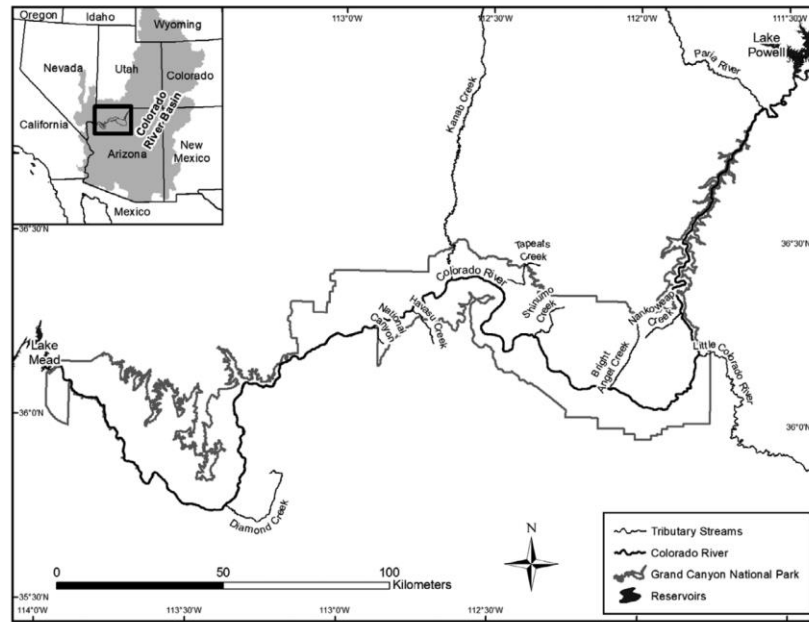 113°0'W
112°30'W
112°0'W
111°30'
Oregon
Idaho
Wyoming
Nevada
Utah
Colorado
California
Colorado
River Basin
Arizona
New
Mexico
Mexico
Lake
Powell
Paria River
Kanab Creek
36°30'N
36°30'N
Tapeats
Creek
Colorado River
Shinumo
Creek
Nankoweap
Creek
National
Canyon
Havasu Creek
Bright
Angel Creek
Little
Colorado River
Lake
Mead
36°0'N
36°0'N
Diamond Creek
N
0
50
100
Kilometers
Tributary Streams
Colorado River
Grand Canyon National Park
Reservoirs
35°30'N
114°0'W
113°30'W
113°0'W
112°30'W
112°0'W
111°30'W